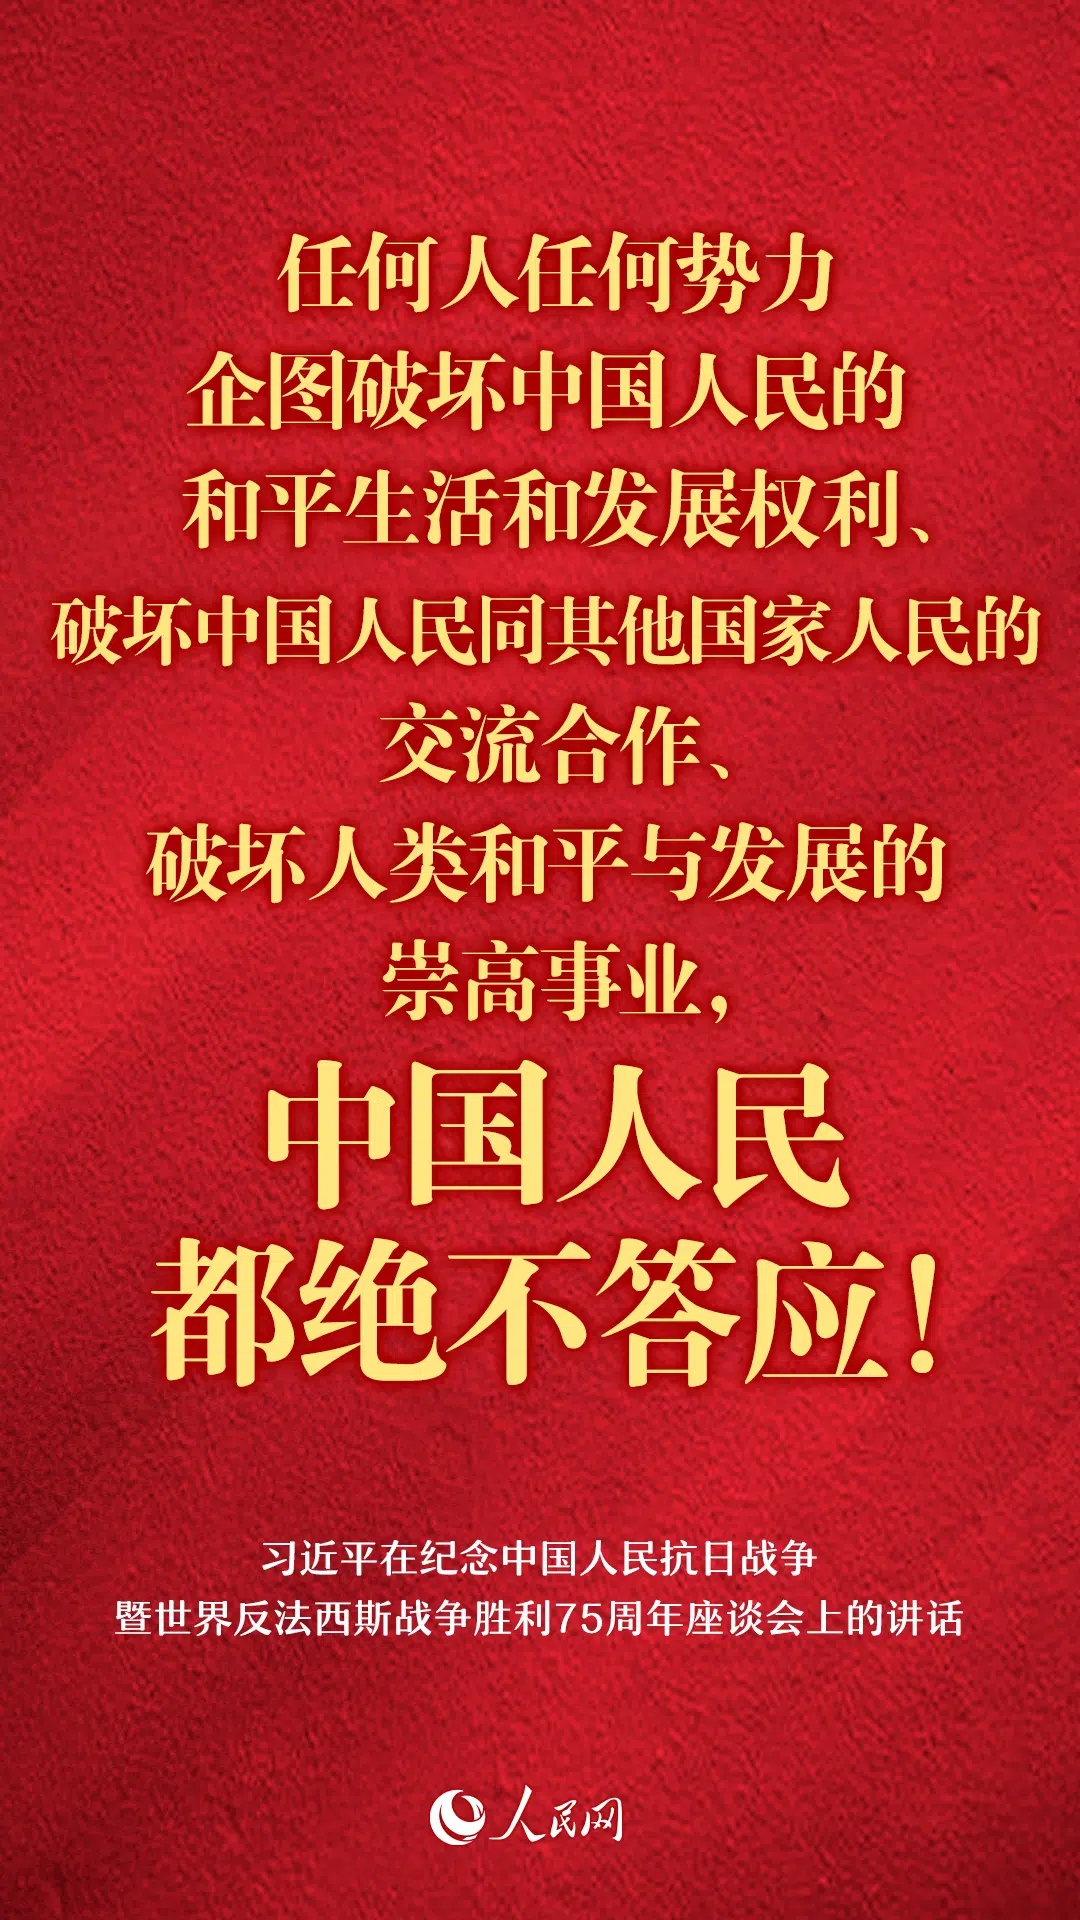 任何人任何势力
企图破坏中国人民的
和平生活和发展权利、
破坏中国人民同其他国家人民的
交流合作、
破坏人类和平与发展的
崇高事业，
中国人民
都绝不答应！
习近平在纪念中国人民抗日战争
暨世界反法西斯战争胜利75周年座谈会上的讲话
人民网